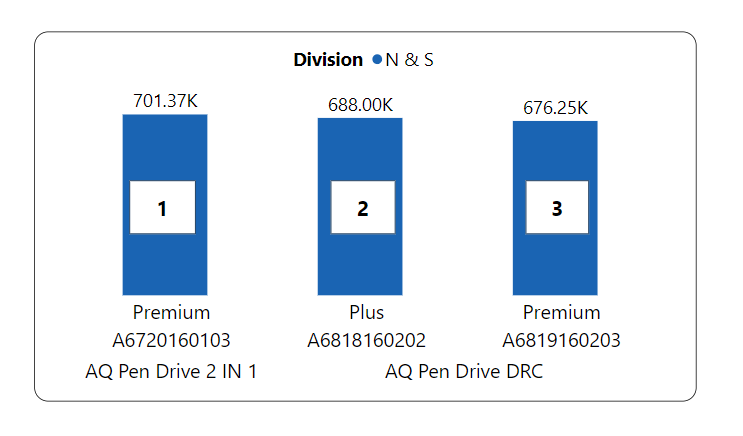 Division N & S
701.37K 688.00K 676.25K
1 2 3
Premium Plus Premium
A6720160103 A6818160202 A6819160203
AQ Pen Drive 2 IN 1 AQ Pen Drive DRC